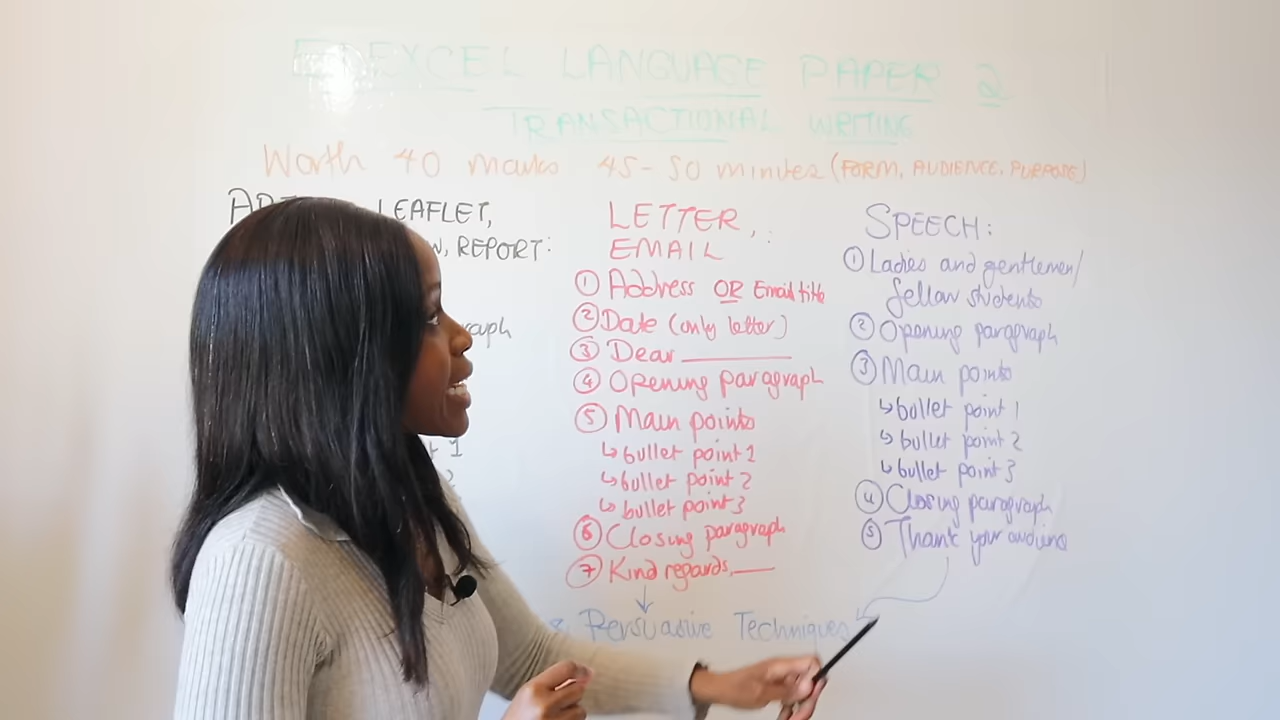 EDEXCEL LANGUAGE PAPER 2
TRANSACTIONAL WRITING
Worth 40 marks 45-50 minutes (FORM, AUDIENCE, PURPOSE)
LEAFLET,
REPORT:
LETTER,
EMAIL :
① Address OR Email title
② Date (only letter)
③ Dear ______
④ Opening paragraph
⑤ Main points
↳ bullet point 1
↳ bullet point 2
↳ bullet point 3
⑥ Closing paragraph
⑦ Kind regards, ___
SPEECH:
① Ladies and gentlemen/
fellow students
② Opening paragraph
③ Main points
↳ bullet point 1
↳ bullet point 2
↳ bullet point 3
④ Closing paragraph
⑤ Thank your audience
& Persuasive Techniques